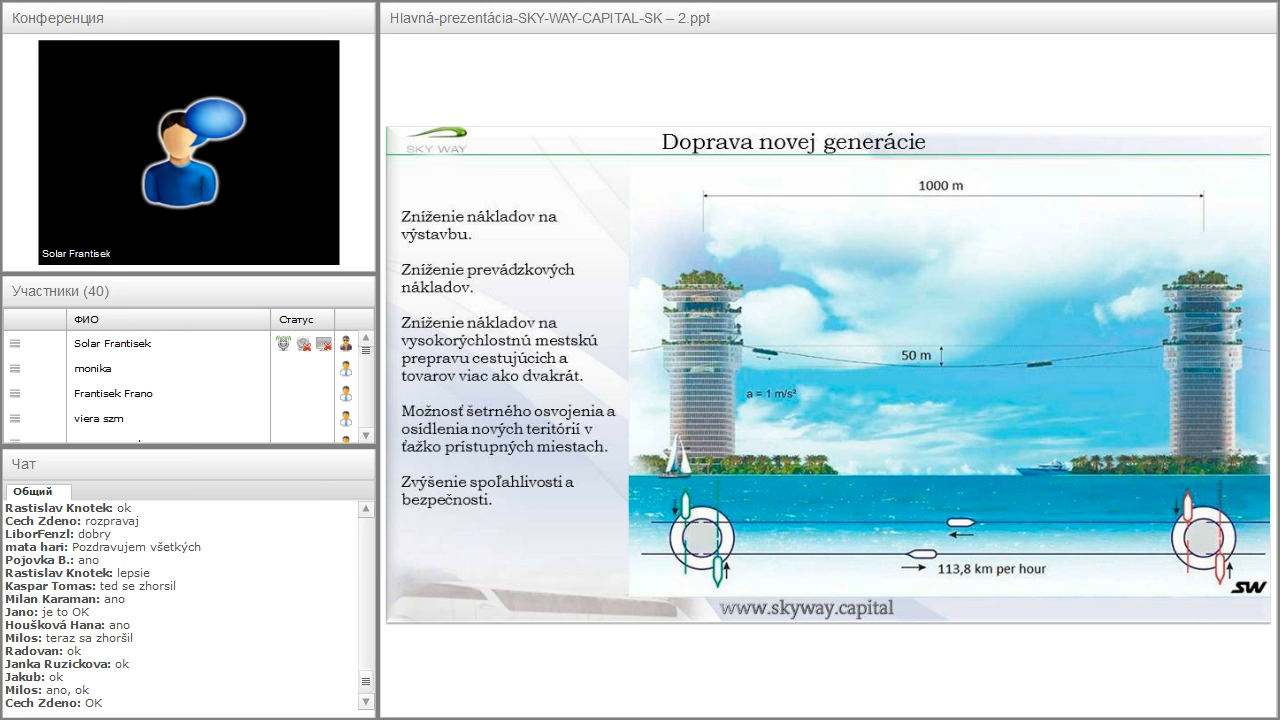 Конференция
Solar Frantisek
Участники (40)
ФИО
Статус
Solar Frantisek
monika
Frantisek Frano
viera szm
Чат
Общий
Rastislav Knotek: ok
Cech Zdeno: rozpravaj
LiborFenzl: dobry
mata hari: Pozdravujem všetkých
Pojovka B.: ano
Rastislav Knotek: lepsie
Kaspar Tomas: ted se zhorsil
Milan Karaman: ano
Jano: je to OK
Houšková Hana: ano
Milos: teraz sa zhoršil
Radovan: ok
Janka Ruzickova: ok
Jakub: ok
Milos: ano, ok
Cech Zdeno: OK
Hlavná-prezentácia-SKY-WAY-CAPITAL-SK – 2.ppt
SKY WAY
Doprava novej generácie
Zníženie nákladov na
výstavbu.
Zníženie prevádzkových
nákladov.
Zníženie nákladov na
vysokorýchlostnú mestskú
prepravu cestujúcich a
tovarov viac ako dvakrát.
Možnosť šetrného osvojenia a
osídlenia nových teritórií v
ťažko prístupných miestach.
Zvýšenie spoľahlivosti a
bezpečnosti.
1000 m
50 m
a = 1 m/s²
113,8 km per hour
SW
www.skyway.capital